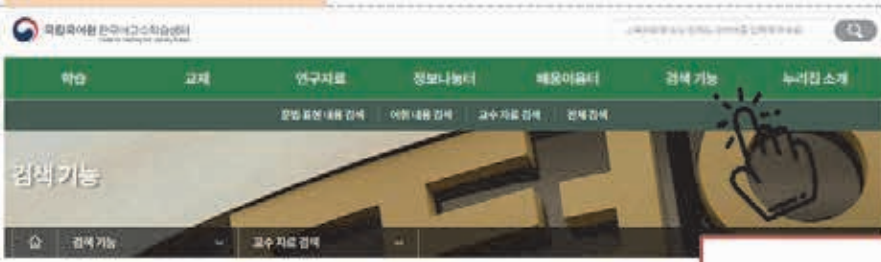 국립국어원 한국어교수학습샘터
학습 교재 연구자료 정보나눔터 배움이음터 검색 기능 누리집 소개
문법·표현 내용 검색 어휘 내용 검색 교수 자료 검색 전체 검색
검색 기능
검색 기능 교수 자료 검색